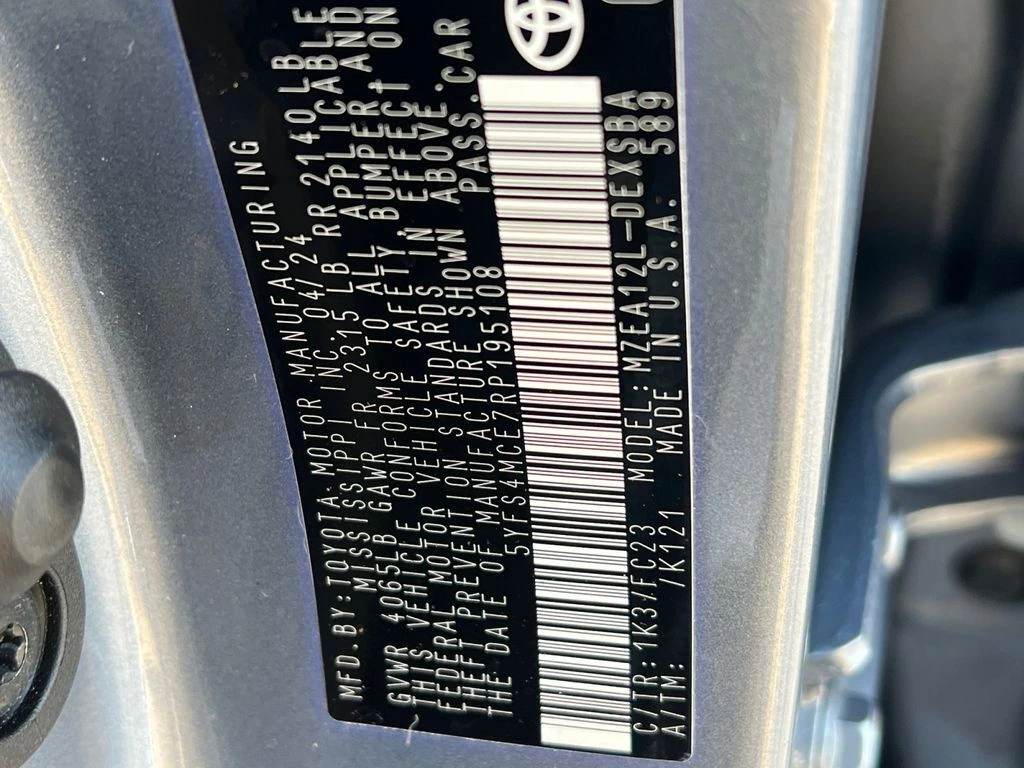 MFD.BY:TOYOTA MOTOR MANUFACTURING
MISSISSIPPI INC. 04/24
GVWR 4065LB GAWR FR 2315 LB RR 2140LB
THIS VEHICLE CONFORMS TO ALL APPLICABLE
FEDERAL MOTOR VEHICLE SAFETY, BUMPER, AND
THEFT PREVENTION STANDARDS IN EFFECT ON
THE DATE OF MANUFACTURE SHOWN ABOVE.
5YFS4MCE7RP195108 PASS.CAR
C/TR:1K3/FC23 MODEL:MZEA12L-DEXSBA
A/TM: /K121 MADE IN U.S.A. 589